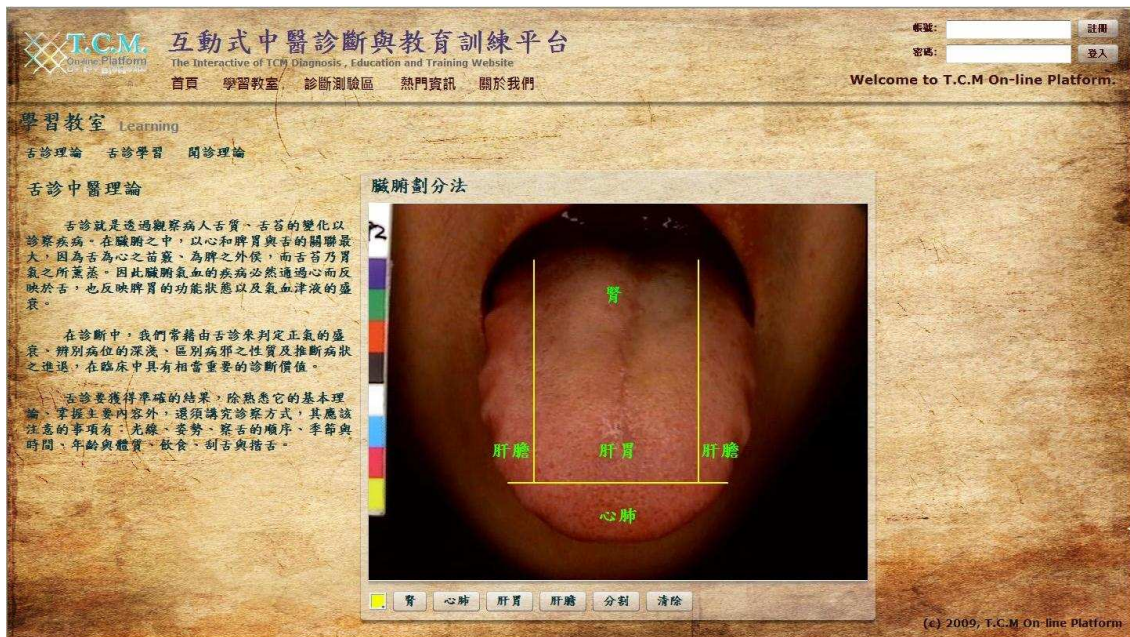 T.C.M.
On-line Platform
互動式中醫診斷與教育訓練平台
The Interactive of TCM Diagnosis , Education and Training Website
首頁 學習教室 診斷測驗區 熱門資訊 關於我們
帳號: 註冊
密碼: 登入
Welcome to T.C.M On-line Platform.
學習教室 Learning
舌診理論 舌診學習 聞診理論
舌診中醫理論
舌診就是透過觀察病人舌質、舌苔的變化以
診察疾病。在臟腑之中,以心和脾胃與舌的關聯最
大,因為舌為心之苗竅、為脾之外侯,而舌苔乃胃
氣之所薰蒸。因此臟腑氣血的疾病必然通過心而反
映於舌,也反映脾胃的功能狀態以及氣血津液的盛
衰。
在診斷中,我們常藉由舌診來判定正氣的盛
衰、辨別病位的深淺、區別病邪之性質及推斷病狀
之進退,在臨床中具有相當重要的診斷價值。
舌診要獲得準確的結果,除熟悉它的基本理
論、掌握主要內容外,還須講究診察方式,其應該
注意的事項有:光線、姿勢、察舌的順序、季節與
時間、年齡與體質、飲食、刮舌與揩舌。
臟腑劃分法
腎
肝膽 肝胃 肝膽
心肺
腎 心肺 肝胃 肝膽 分割 清除
(c) 2009, T.C.M On-line Platform